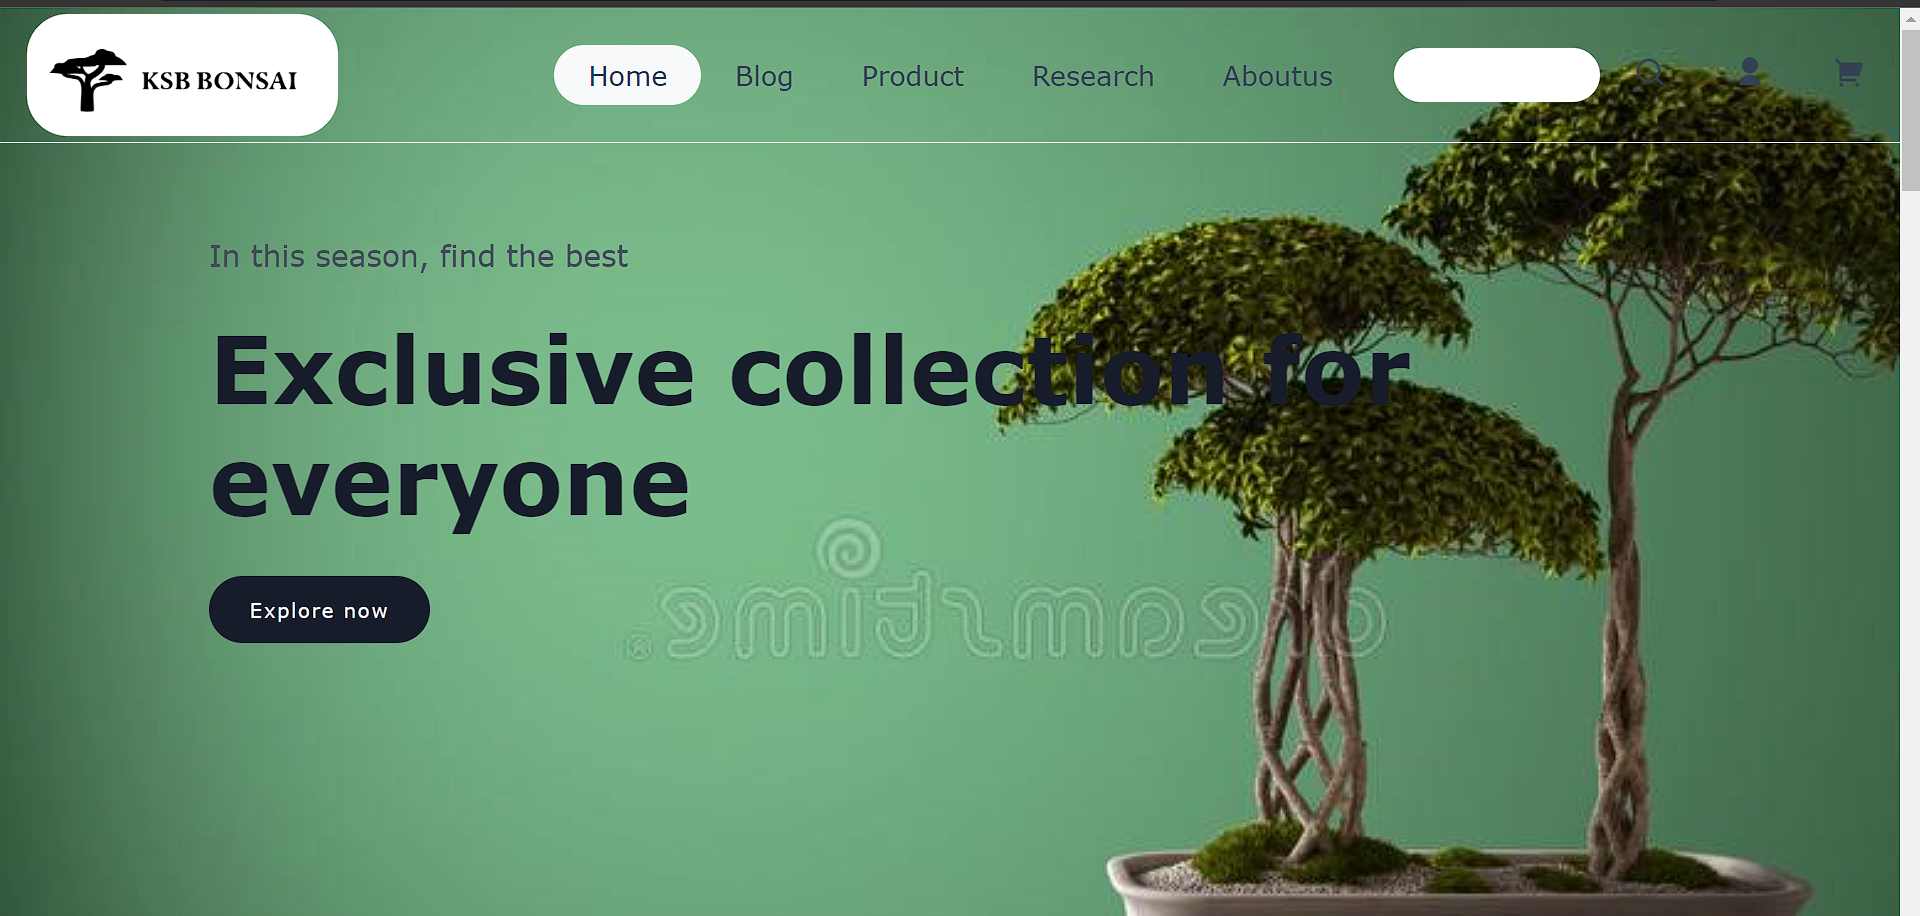 KSB BONSAI
Home Blog Product Research Aboutus
In this season, find the best
Exclusive collection for
everyone
Explore now
dreamstime®